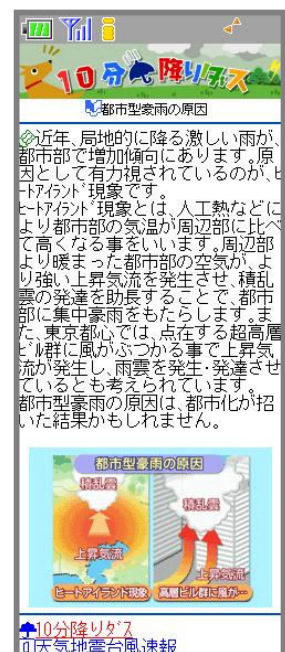 10分降りダス
都市型豪雨の原因
近年、局地的に降る激しい雨が、
都市部で増加傾向にあります。原
因として有力視されているのが、ヒ
ートアイランド現象です。
ヒートアイランド現象とは、人工熱などに
より都市部の気温が周辺部に比べ
て高くなる事をいいます。周辺部
より暖まった都市部の空気が、よ
り強い上昇気流を発生させ、積乱
雲の発達を助長することで、都市
部に集中豪雨をもたらします。ま
た、東京都心では、点在する超高層
ビル群に風がぶつかる事で上昇気
流が発生し、雨雲を発生・発達させ
ているとも考えられています。
都市型豪雨の原因は、都市化が招
いた結果かもしれません。
都市型豪雨の原因
積乱雲
積乱雲
上昇気流
上昇気流
ヒートアイランド現象
高層ビル群に風が…
10分降りダス
天気地震台風速報